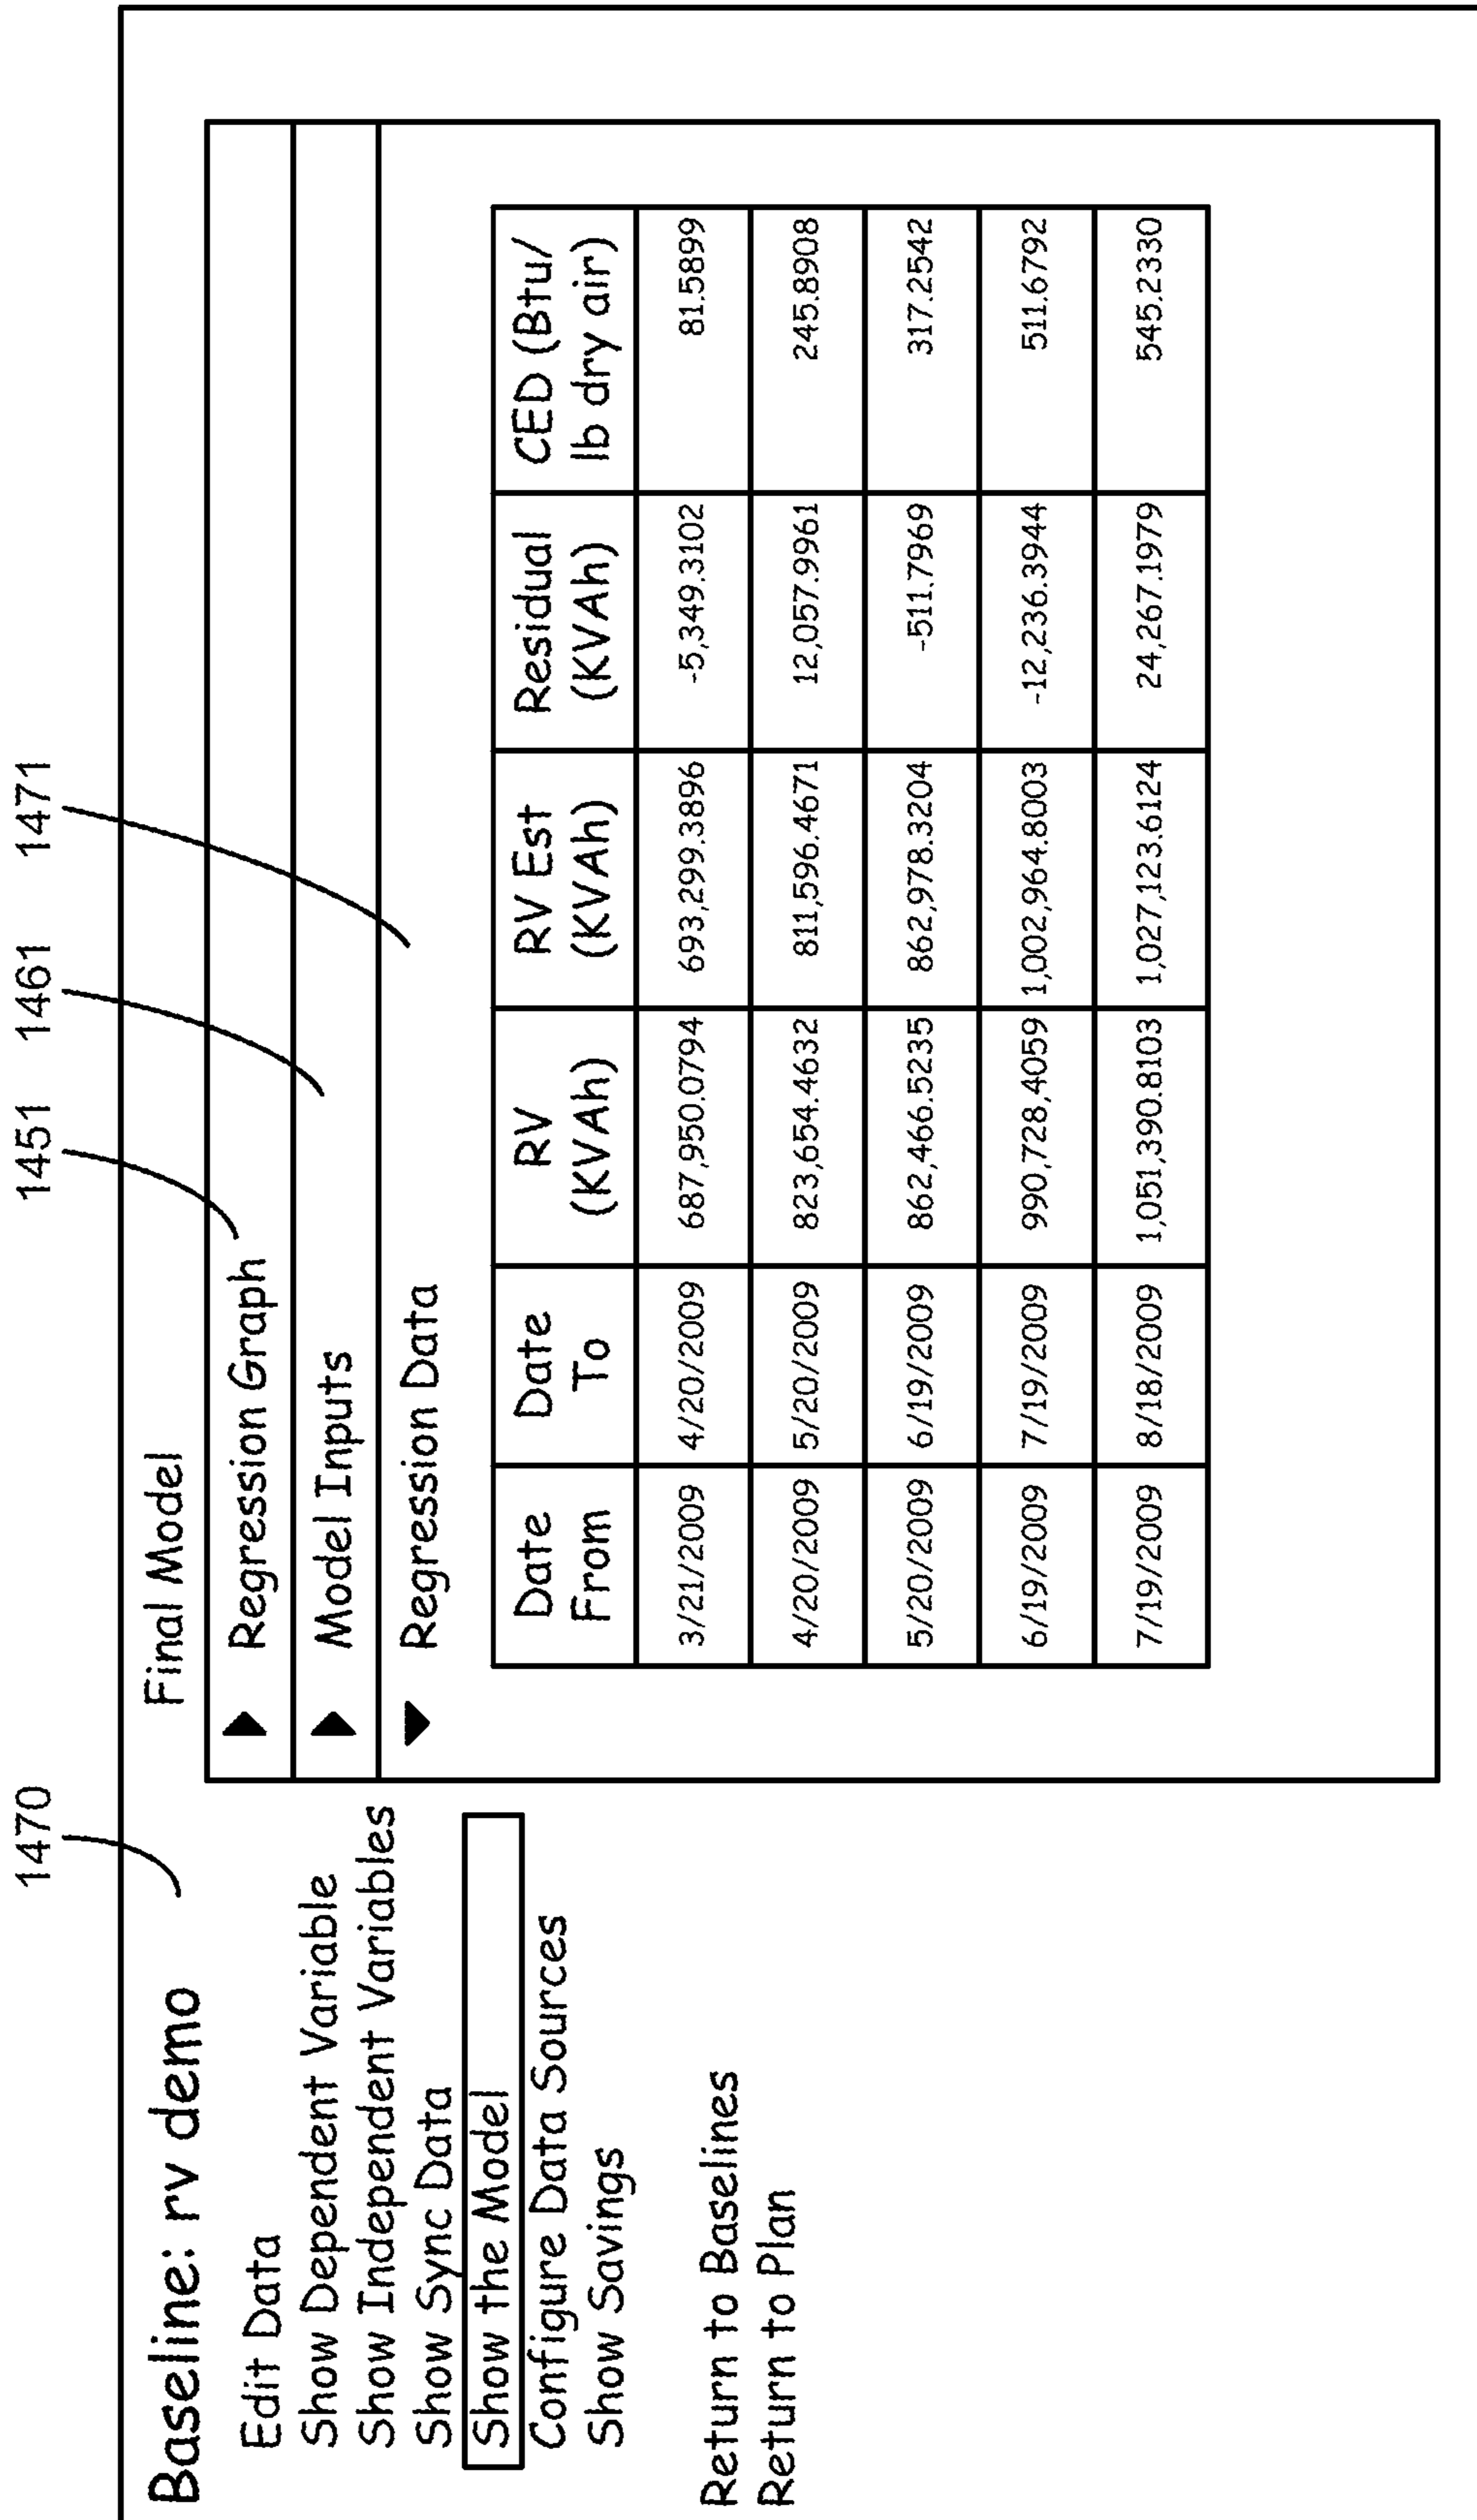 1470
1451
1461
1471
Baseline: rv demo
Edit Data
Show Dependent Variable
Show Independent Variables
Show Sync Data
Show the Model
Configure Data Sources
Show Savings
Return to Baselines
Return to Plan
Final Model
Regression Graph
Model Inputs
Regression Data
Date From RV RV Est Residual CED (Btu/
Date To (KVAh) (KVAh) (KVAh) lb dry air)
3/21/2009 4/20/2009 687,950.0794 693,299.3896 -5,349.3102 81.5899
4/20/2009 5/20/2009 823,654.4632 811,596.4671 12,057.9961 245.8908
5/20/2009 6/19/2009 862,466.5235 862,978.3204 -511.7969 317.2542
6/19/2009 7/19/2009 990,728,4059 1,002,964.8003 -12,236.3944 511.6792
7/19/2009 8/18/2009 1,051,390.8103 1,027,123.6124 24,267.1979 545.2330